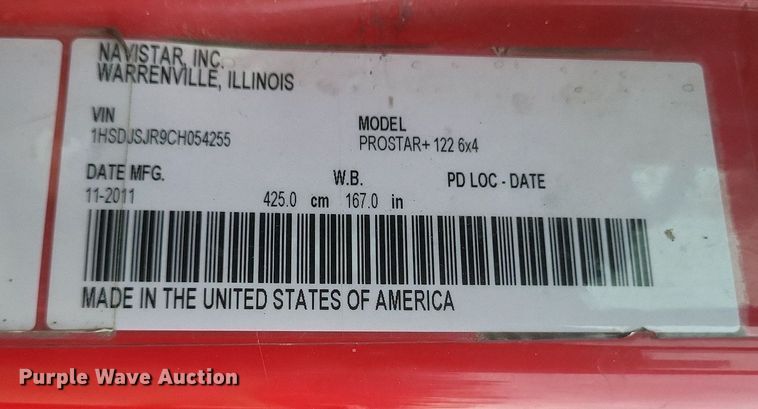 NAVISTAR, INC.
WARRENVILLE, ILLINOIS
VIN
1HSDJSJR9CH054255
MODEL
PROSTAR+ 122 6x4
DATE MFG.
11-2011
W.B.
425.0 cm 167.0 in
PD LOC - DATE
MADE IN THE UNITED STATES OF AMERICA
Purple Wave Auction